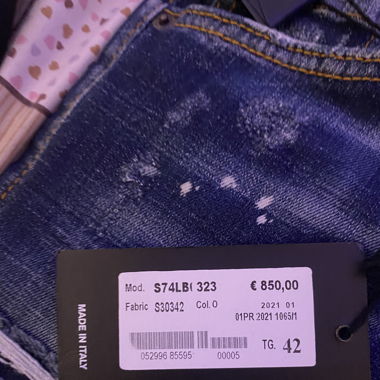 MADE IN ITALY
Mod. S74LB 323 € 850,00
Fabric S30342 Col. O 2021 01
01PR 2021 1065/1
052996 85595 00005
TG. 42